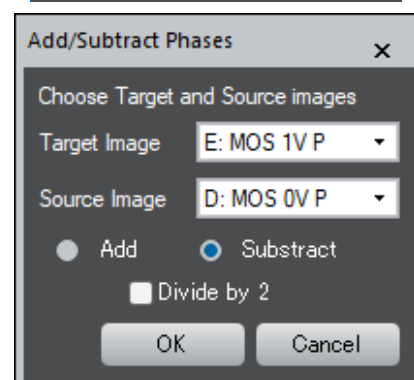 Add/Subtract Phases
Choose Target and Source images
Target Image E: MOS 1V P
Source Image D: MOS 0V P
Add Substract
Divide by 2
OK Cancel